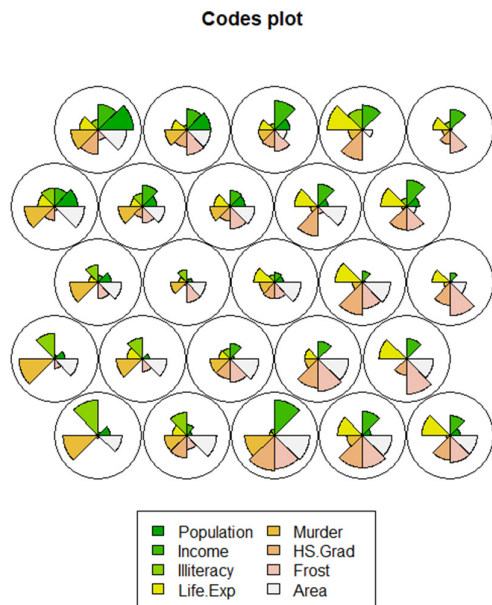 Codes plot
Population Murder
Income HS.Grad
Illiteracy Frost
Life.Exp Area